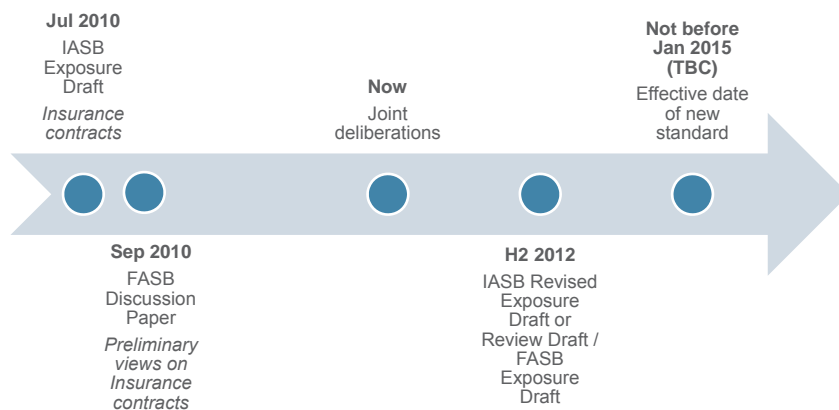 Jul 2010
IASB
Exposure
Draft
Insurance
contracts
Sep 2010
FASB
Discussion
Paper
Preliminary
views on
Insurance
contracts
Now
Joint
deliberations
H2 2012
IASB Revised
Exposure
Draft or
Review Draft /
FASB
Exposure
Draft
Not before
Jan 2015
(TBC)
Effective date
of new
standard